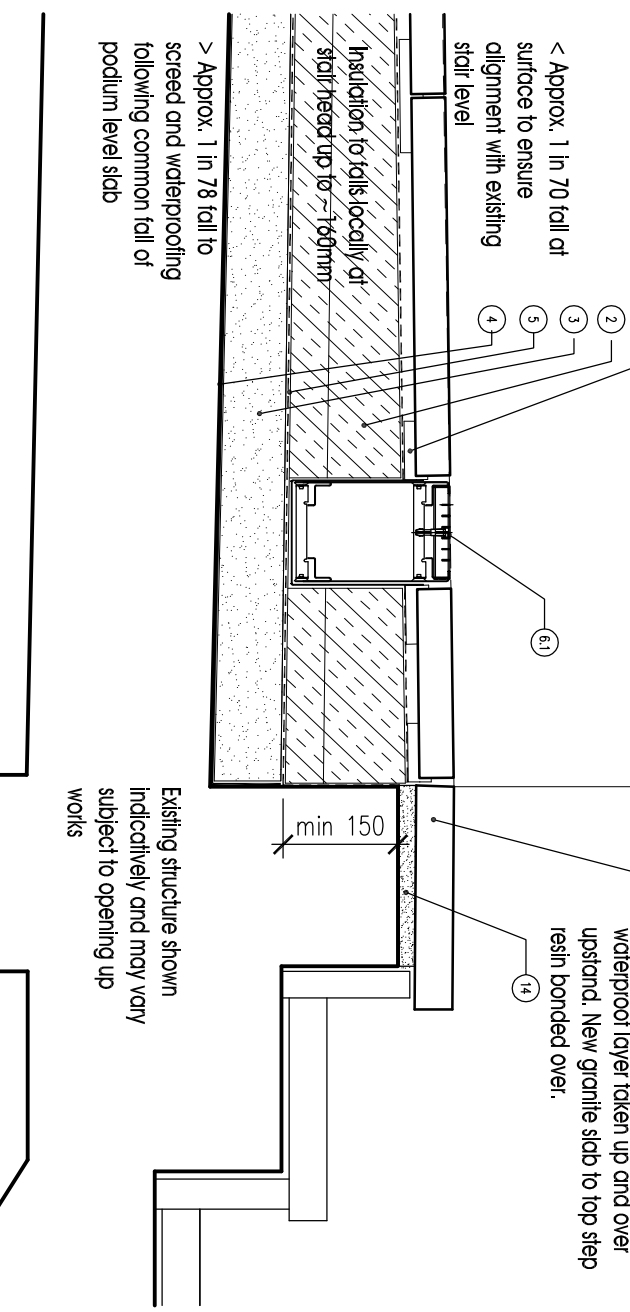 < Approx. 1 in 70 fall at
surface to ensure
alignment with existing
stair level
Insulation to falls locally at
stair head up to ~160mm
> Approx. 1 in 78 fall to
screed and waterproofing
following common fall of
podium level slab
2
3
5
4
6.1
waterproof layer taken up and over
upstand. New granite slab to top step
resin bonded over.
14
min 150
Existing structure shown
indicatively and may vary
subject to opening up
works